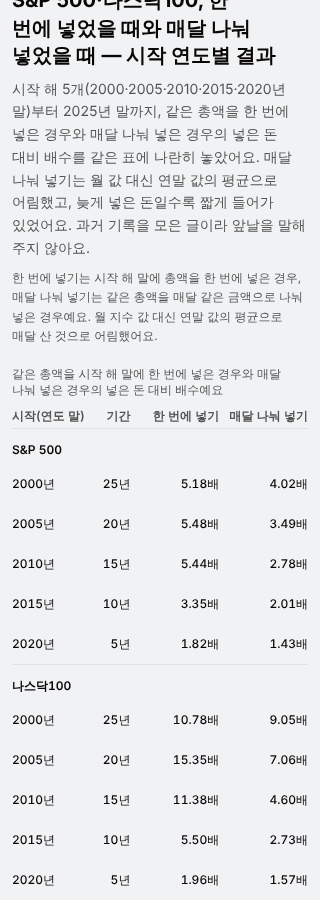 S&P 500·나스닥100, 한
번에 넣었을 때와 매달 나눠
넣었을 때 — 시작 연도별 결과
시작 해 5개(2000·2005·2010·2015·2020년
말)부터 2025년 말까지, 같은 총액을 한 번에
넣은 경우와 매달 나눠 넣은 경우의 넣은 돈
대비 배수를 같은 표에 나란히 놓았어요. 매달
나눠 넣기는 월 값 대신 연말 값의 평균으로
어림했고, 늦게 넣은 돈일수록 짧게 들어가
있었어요. 과거 기록을 모은 글이라 앞날을 말해
주지 않아요.
한 번에 넣기는 시작 해 말에 총액을 한 번에 넣은 경우,
매달 나눠 넣기는 같은 총액을 매달 같은 금액으로 나눠
넣은 경우예요. 월 지수 값 대신 연말 값의 평균으로
매달 산 것으로 어림했어요.
같은 총액을 시작 해 말에 한 번에 넣은 경우와 매달
나눠 넣은 경우의 넣은 돈 대비 배수예요
시작(연도 말) 기간 한 번에 넣기 매달 나눠 넣기
S&P 500
2000년 25년 5.18배 4.02배
2005년 20년 5.48배 3.49배
2010년 15년 5.44배 2.78배
2015년 10년 3.35배 2.01배
2020년 5년 1.82배 1.43배
나스닥100
2000년 25년 10.78배 9.05배
2005년 20년 15.35배 7.06배
2010년 15년 11.38배 4.60배
2015년 10년 5.50배 2.73배
2020년 5년 1.96배 1.57배